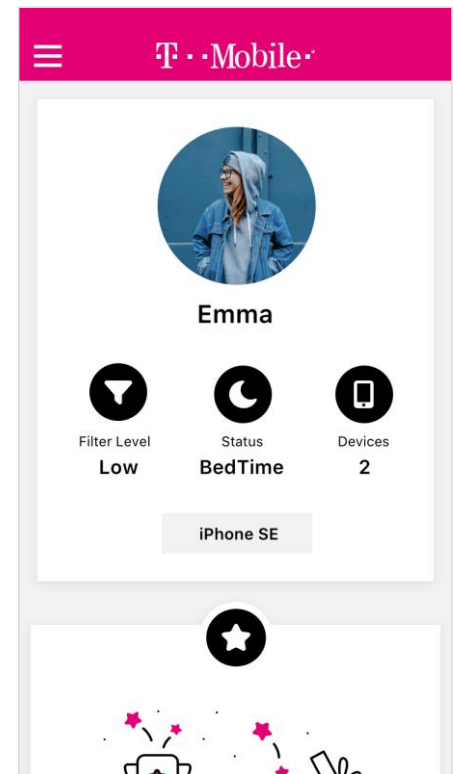 T··Mobile·
Emma
Filter Level
Status
Devices
Low
BedTime
2
iPhone SE